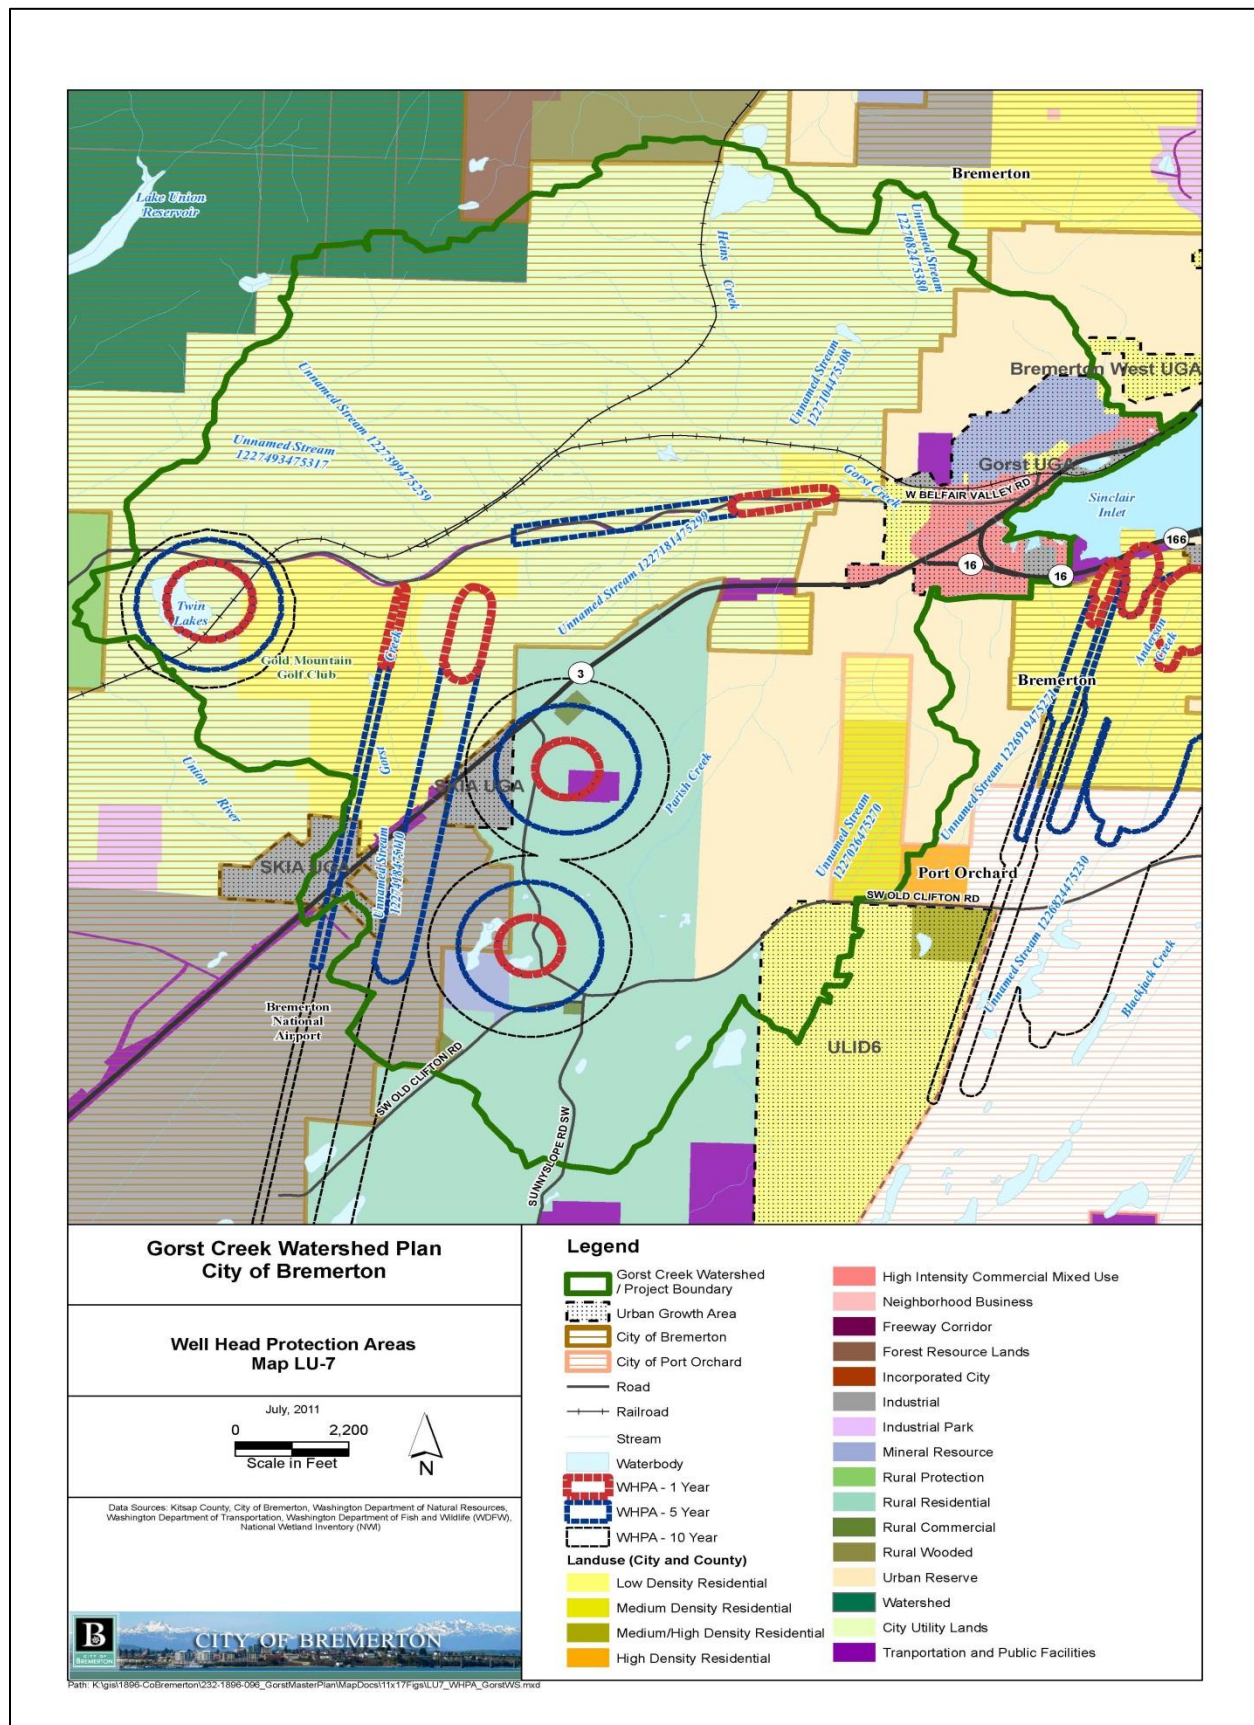 Lake Union
Reservoir
Bremerton
Unnamed Stream
1227082475380
Heins Creek
Unnamed Stream
1227104475308
Bremerton West UGA
Unnamed Stream 1227399475259
Unnamed Stream
1227493475317
Gorst UGA
Gorst Creek
W BELFAIR VALLEY RD
Sinclair
Inlet
166
16
16
Unnamed Stream 1227181475299
Twin
Lakes
Gold Mountain
Golf Club
Creek
Gorst
3
Anderson
Creek
Bremerton
Unnamed Stream 1226919475271
Union
River
SKIA UGA
Parish Creek
Unnamed Stream
1227026475270
SKIA UGA
Unnamed Stream
Port Orchard
SW OLD CLIFTON RD
Unnamed Stream 1226824475230
Blackjack Creek
Bremerton
National
Airport
ULID6
SW OLD CLIFTON RD
SUNNYSLOPE RD SW
Gorst Creek Watershed Plan
City of Bremerton
Well Head Protection Areas
Map LU-7
July, 2011
0 2,200
Scale in Feet
N
Data Sources: Kitsap County, City of Bremerton, Washington Department of Natural Resources,
Washington Department of Transportation, Washington Department of Fish and Wildlife (WDFW),
National Wetland Inventory (NWI)
B
CITY OF
BREMERTON
CITY OF BREMERTON
Legend
Gorst Creek Watershed
/ Project Boundary
Urban Growth Area
City of Bremerton
City of Port Orchard
Road
Railroad
Stream
Waterbody
WHPA - 1 Year
WHPA - 5 Year
WHPA - 10 Year
Landuse (City and County)
Low Density Residential
Medium Density Residential
Medium/High Density Residential
High Density Residential
High Intensity Commercial Mixed Use
Neighborhood Business
Freeway Corridor
Forest Resource Lands
Incorporated City
Industrial
Industrial Park
Mineral Resource
Rural Protection
Rural Residential
Rural Commercial
Rural Wooded
Urban Reserve
Watershed
City Utility Lands
Tranportation and Public Facilities
Path: K:\gis\1896-CoBremerton\232-1896-096_GorstMasterPlan\MapDocs\11x17Figs\LU7_WHPA_GorstWS.mxd